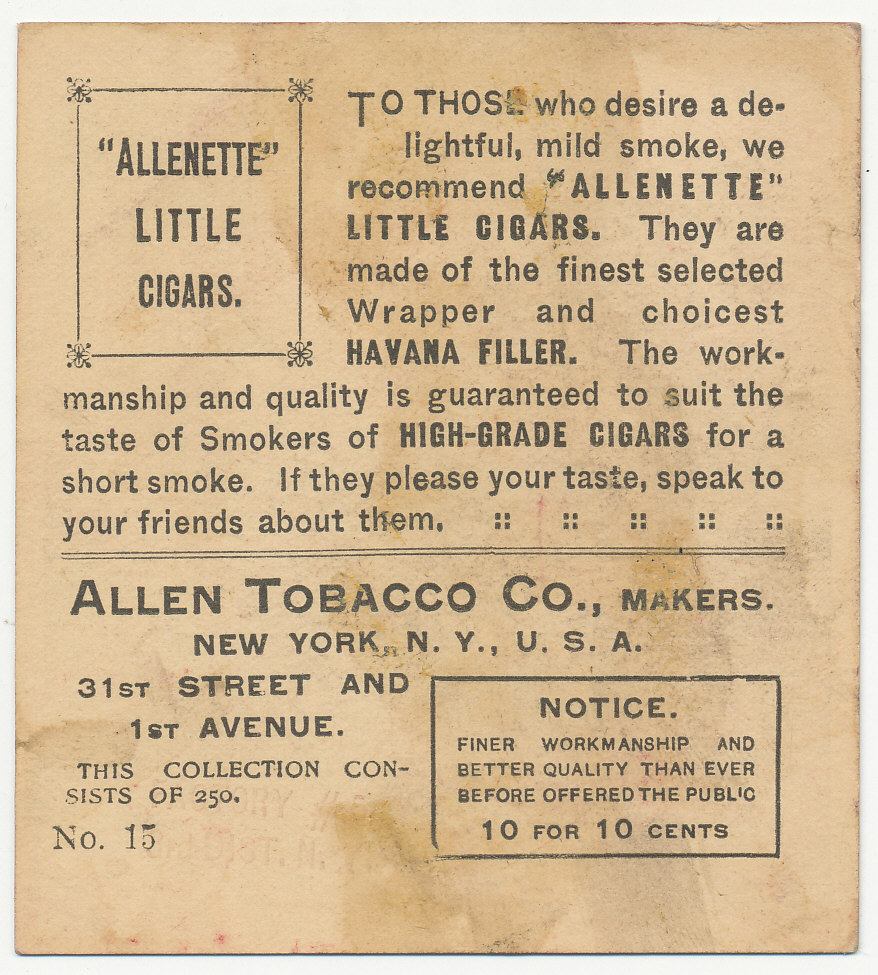 "ALLENETTE"
LITTLE
CIGARS.
TO THOSE who desire a de-
lightful, mild smoke, we
recommend "ALLENETTE"
LITTLE CIGARS. They are
made of the finest selected
Wrapper and choicest
HAVANA FILLER. The work-
manship and quality is guaranteed to suit the
taste of Smokers of HIGH-GRADE CIGARS for a
short smoke. If they please your taste, speak to
your friends about them. :: :: :: :: ::
ALLEN TOBACCO CO., MAKERS.
NEW YORK, N. Y., U. S. A.
31ST STREET AND
1ST AVENUE.
THIS COLLECTION CON-
SISTS OF 250.
No. 15
NOTICE.
FINER WORKMANSHIP AND
BETTER QUALITY THAN EVER
BEFORE OFFERED THE PUBLIC
10 FOR 10 CENTS